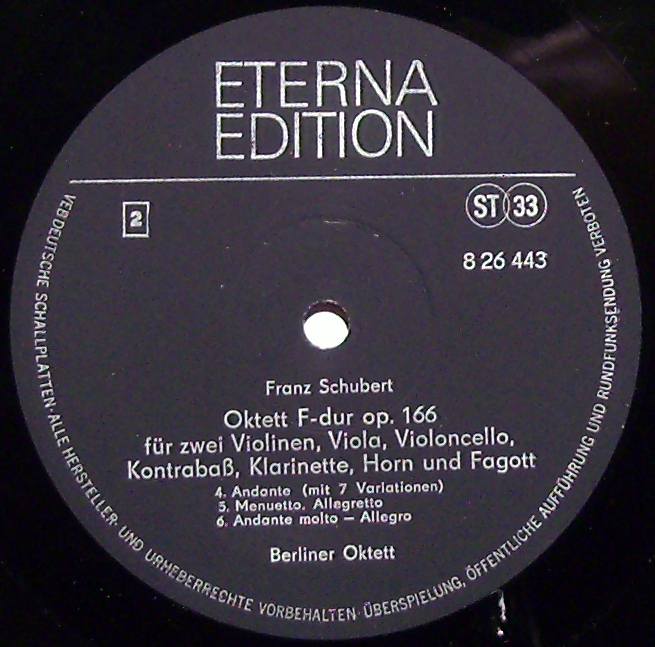 ETERNA
EDITION
2
ST 33
8 26 443
Franz Schubert
Oktett F-dur op. 166
für zwei Violinen, Viola, Violoncello,
Kontrabaß, Klarinette, Horn und Fagott
4. Andante (mit 7 Variationen)
5. Menuetto. Allegretto
6. Andante molto – Allegro
Berliner Oktett
VEB DEUTSCHE SCHALLPLATTEN · ALLE HERSTELLER- UND URHEBERRECHTE VORBEHALTEN · ÜBERSPIELUNG, ÖFFENTLICHE AUFFÜHRUNG UND RUNDFUNKSENDUNG VERBOTEN